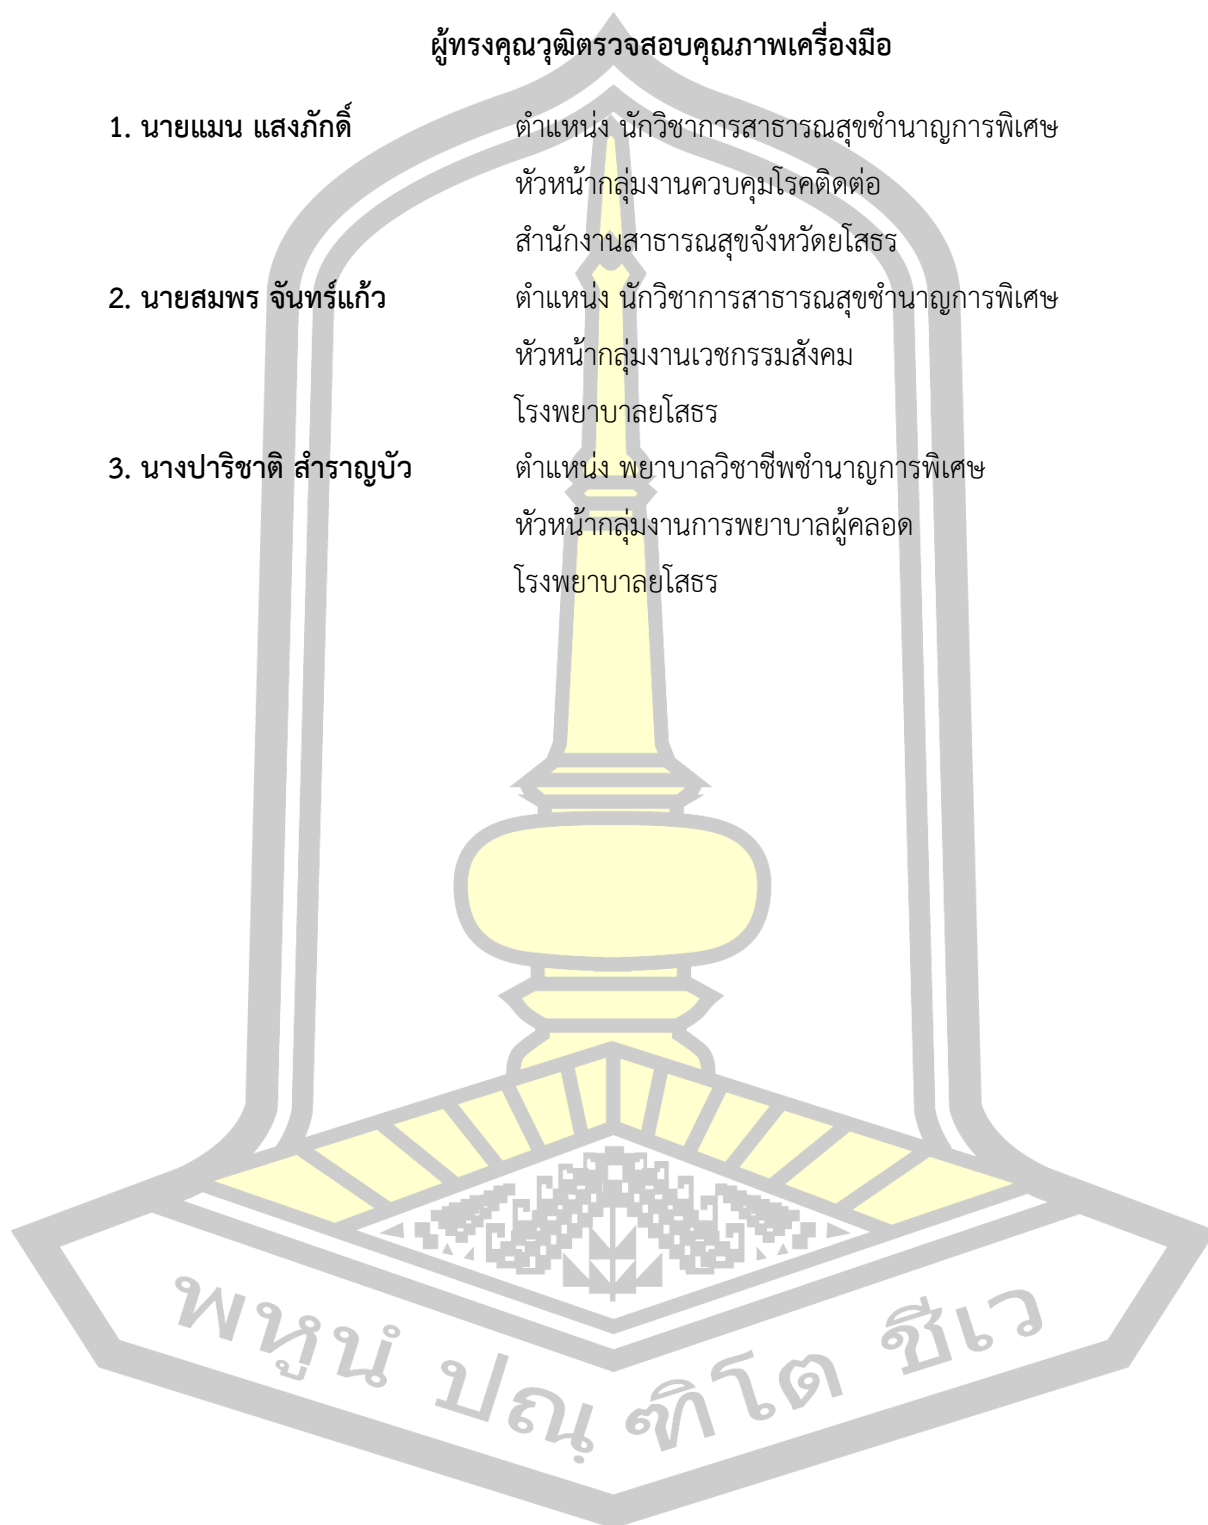 ผู้ทรงคุณวุฒิตรวจสอบคุณภาพเครื่องมือ
1. นายแมน แสงภักดิ์ ตำแหน่ง นักวิชาการสาธารณสุขชำนาญการพิเศษ
หัวหน้ากลุ่มงานควบคุมโรคติดต่อ
สำนักงานสาธารณสุขจังหวัดยโสธร
2. นายสมพร จันทร์แก้ว ตำแหน่ง นักวิชาการสาธารณสุขชำนาญการพิเศษ
หัวหน้ากลุ่มงานเวชกรรมสังคม
โรงพยาบาลยโสธร
3. นางปาริชาติ สำราญบัว ตำแหน่ง พยาบาลวิชาชีพชำนาญการพิเศษ
หัวหน้ากลุ่มงานการพยาบาลผู้คลอด
โรงพยาบาลยโสธร
พหูนํ ปณฺ ฑิโต ชีเว